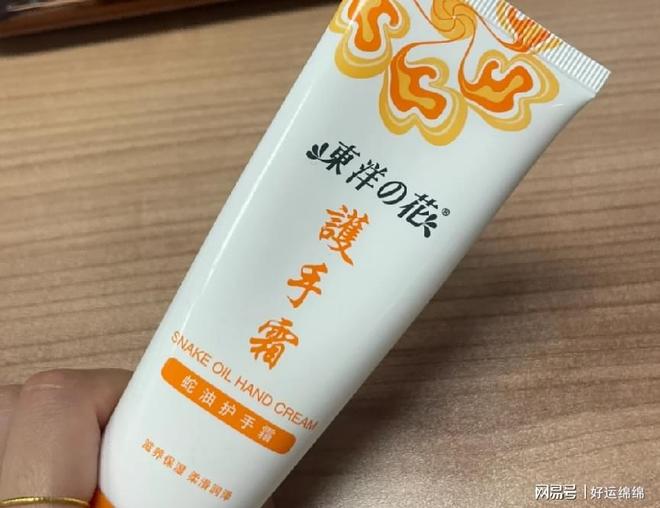 東洋の花®
護手霜
SNAKE OIL HAND CREAM
蛇油护手霜
滋养保湿 柔滑润泽
网易号 | 好运绵绵